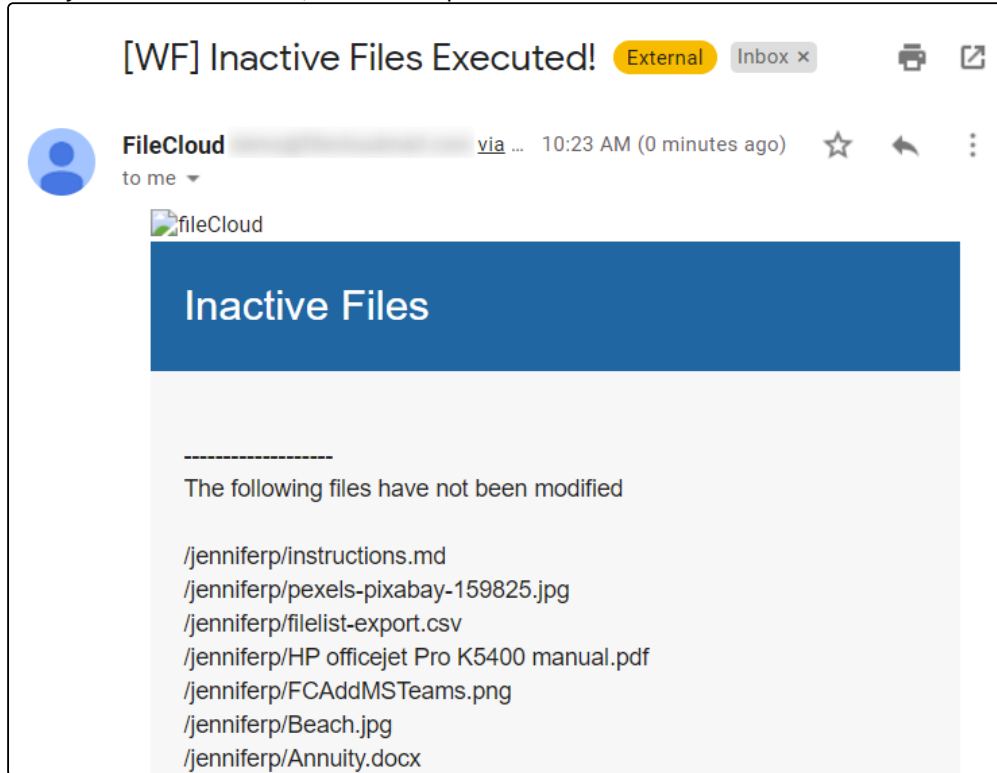 [WF] Inactive Files Executed! External Inbox ×
FileCloud via ... 10:23 AM (0 minutes ago)
to me
fileCloud
Inactive Files
-------------------
The following files have not been modified
/jenniferp/instructions.md
/jenniferp/pexels-pixabay-159825.jpg
/jenniferp/filelist-export.csv
/jenniferp/HP officejet Pro K5400 manual.pdf
/jenniferp/FCAddMSTeams.png
/jenniferp/Beach.jpg
/jenniferp/Annuity.docx